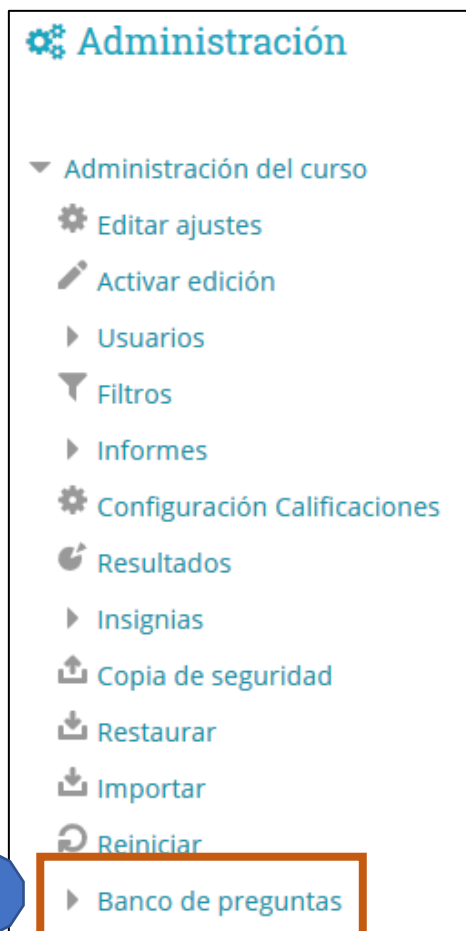 Administración
Administración del curso
Editar ajustes
Activar edición
Usuarios
Filtros
Informes
Configuración Calificaciones
Resultados
Insignias
Copia de seguridad
Restaurar
Importar
Reiniciar
Banco de preguntas